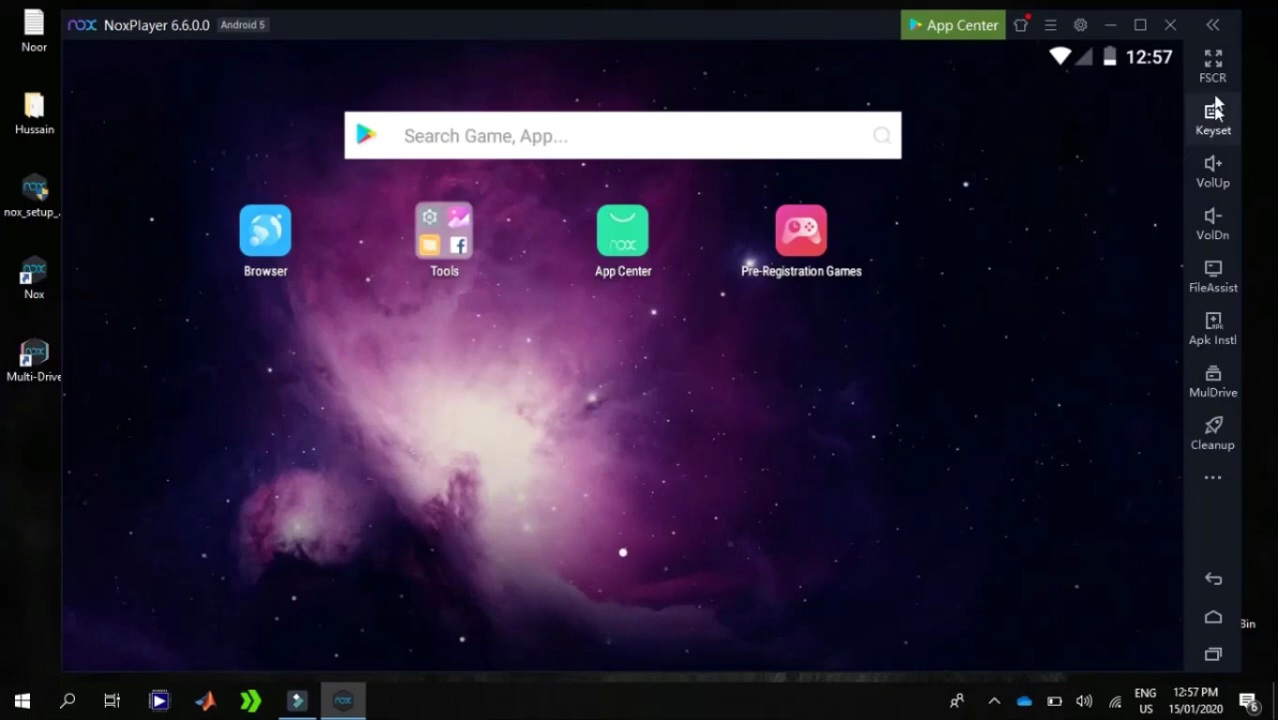 Noor
Hussain
nox_setup_.
Nox
Multi-Drive
nox NoxPlayer 6.6.0.0 Android 5
App Center
12:57
Search Game, App...
Browser
Tools
nox
App Center
Pre-Registration Games
FSCR
Keyset
VolUp
VolDn
FileAssist
Apk Instl
MulDrive
Cleanup
Bin
ENG
US
12:57 PM
15/01/2020
6